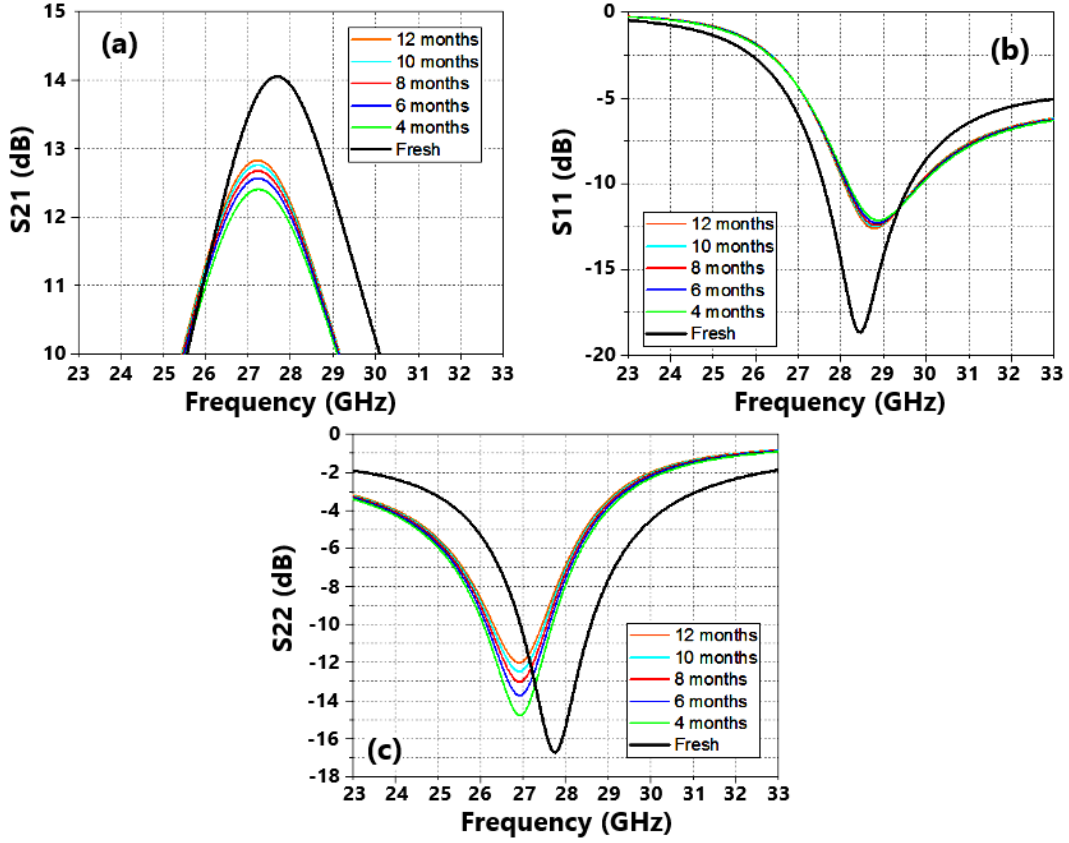 (a)
15
14
13
12
11
10
S21 (dB)
12 months
10 months
8 months
6 months
4 months
Fresh
23 24 25 26 27 28 29 30 31 32 33
Frequency (GHz)
(b)
0
-5
-10
-15
-20
S11 (dB)
12 months
10 months
8 months
6 months
4 months
Fresh
23 24 25 26 27 28 29 30 31 32 33
Frequency (GHz)
0
-2
-4
-6
-8
-10
-12
-14
-16
-18
S22 (dB)
12 months
10 months
8 months
6 months
4 months
Fresh
(c)
23 24 25 26 27 28 29 30 31 32 33
Frequency (GHz)